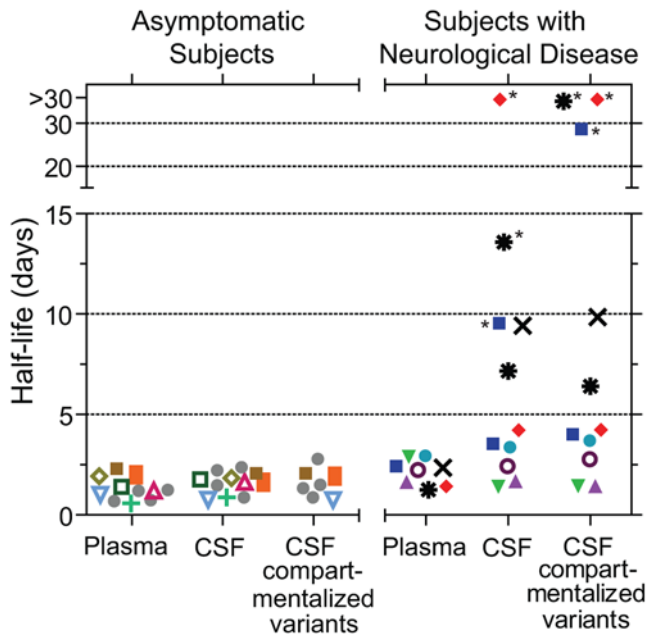 Asymptomatic
Subjects
Subjects with
Neurological Disease
>30
30
20
15
10
5
0
Half-life (days)
*
*
*
*
*
*
Plasma
CSF
CSF
compart-
mentalized
variants
Plasma
CSF
CSF
compart-
mentalized
variants